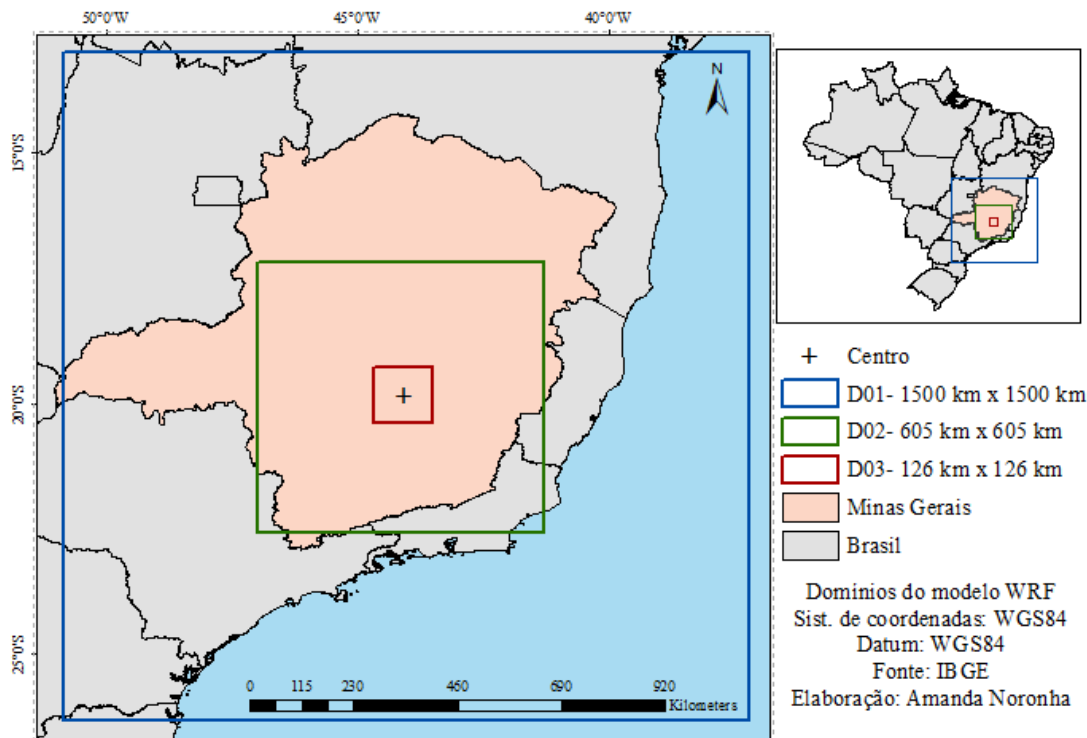 50°0'W 45°0'W 40°0'W
N
15°0'S
20°0'S
25°0'S
0 115 230 460 690 920
Kilometers
Centro
D01- 1500 km x 1500 km
D02- 605 km x 605 km
D03- 126 km x 126 km
Minas Gerais
Brasil
Domínios do modelo WRF
Sist. de coordenadas: WGS84
Datum: WGS84
Fonte: IBGE
Elaboração: Amanda Noronha